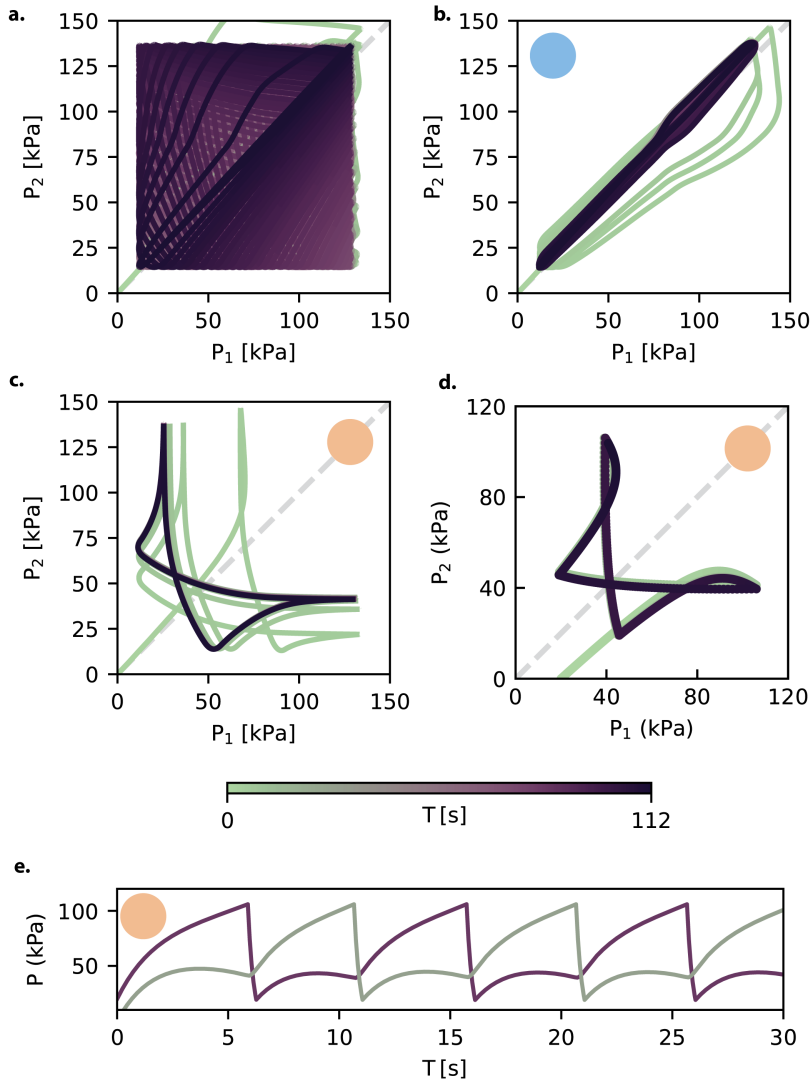 a.
150
125
100
75
50
25
0
P₂ [kPa]
0 50 100 150
P₁ [kPa]
b.
150
125
100
75
50
25
0
P₂ [kPa]
0 50 100 150
P₁ [kPa]
c.
150
125
100
75
50
25
0
P₂ [kPa]
0 50 100 150
P₁ [kPa]
d.
120
80
40
0
P₂ (kPa)
0 40 80 120
P₁ (kPa)
T [s]
0 112
e.
100
50
P (kPa)
0 5 10 15 20 25 30
T [s]